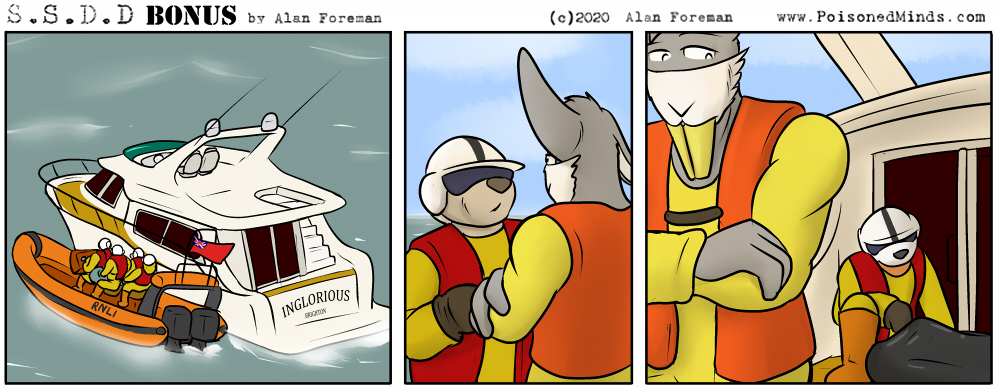 S.S.D.D BONUS by Alan Foreman (c)2020 Alan Foreman www.PoisonedMinds.com
RNLI
INGLORIOUS
BRIGHTON